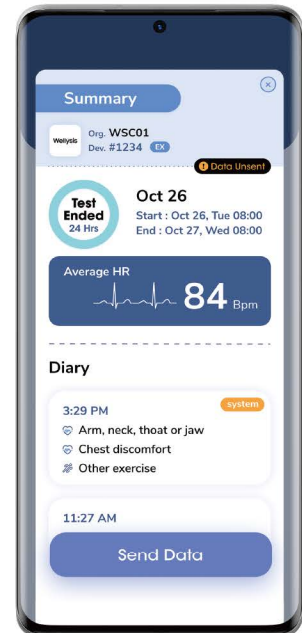 Summary
Wellysis
Org. WSC01
Dev. #1234 EX
! Data Unsent
Test
Ended
24 Hrs
Oct 26
Start : Oct 26, Tue 08:00
End : Oct 27, Wed 08:00
Average HR
84 Bpm
Diary
3:29 PM
system
Arm, neck, thoat or jaw
Chest discomfort
Other exercise
11:27 AM
Send Data